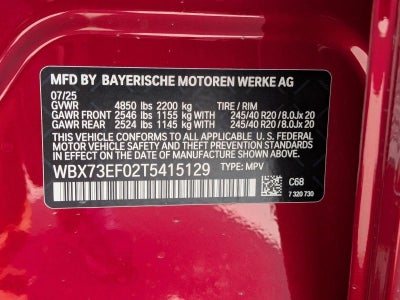 MFD BY BAYERISCHE MOTOREN WERKE AG
07/25
GVWR 4850 lbs 2200 kg TIRE / RIM
GAWR FRONT 2546 lbs 1155 kg 245/40 R20 / 8.0Jx 20
GAWR REAR 2524 lbs 1145 kg 245/40 R20 / 8.0Jx 20
THIS VEHICLE CONFORMS TO ALL APPLICABLE U. S. FEDERAL
MOTOR VEHICLE SAFETY, BUMPER, AND THEFT PREVENTION
STANDARDS IN EFFECT ON THE DATE OF MANUFACTURE SHOWN ABOVE.
WBX73EF02T5415129 TYPE: MPV
C68
7 320 730